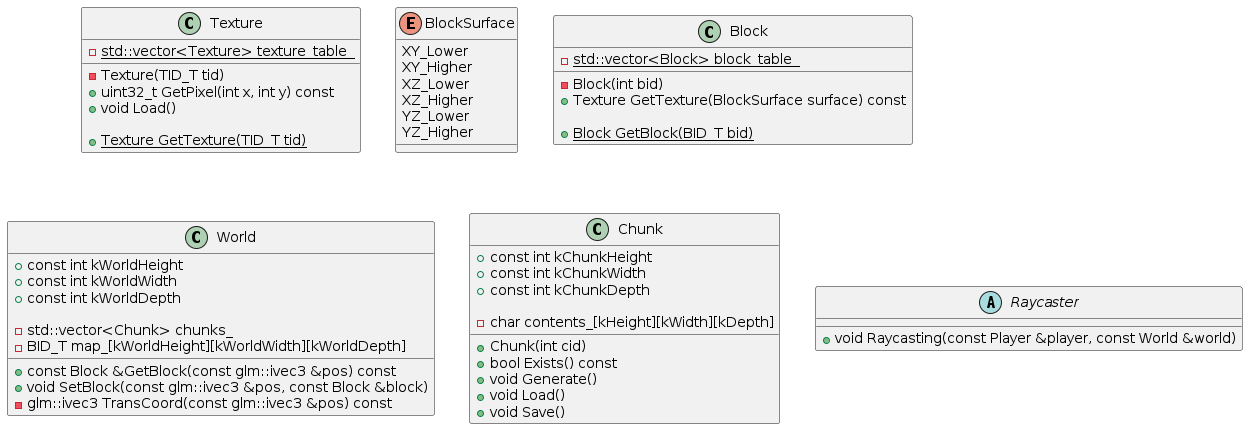 C Texture
std::vector<Texture> texture_table_
Texture(TID_T tid)
uint32_t GetPixel(int x, int y) const
void Load()
Texture GetTexture(TID_T tid)
E BlockSurface
XY_Lower
XY_Higher
XZ_Lower
XZ_Higher
YZ_Lower
YZ_Higher
C Block
std::vector<Block> block_table_
Block(int bid)
Texture GetTexture(BlockSurface surface) const
Block GetBlock(BID_T bid)
C World
const int kWorldHeight
const int kWorldWidth
const int kWorldDepth
std::vector<Chunk> chunks_
BID_T map_[kWorldHeight][kWorldWidth][kWorldDepth]
const Block &GetBlock(const glm::ivec3 &pos) const
void SetBlock(const glm::ivec3 &pos, const Block &block)
glm::ivec3 TransCoord(const glm::ivec3 &pos) const
C Chunk
const int kChunkHeight
const int kChunkWidth
const int kChunkDepth
char contents_[kHeight][kWidth][kDepth]
Chunk(int cid)
bool Exists() const
void Generate()
void Load()
void Save()
A Raycaster
void Raycasting(const Player &player, const World &world)